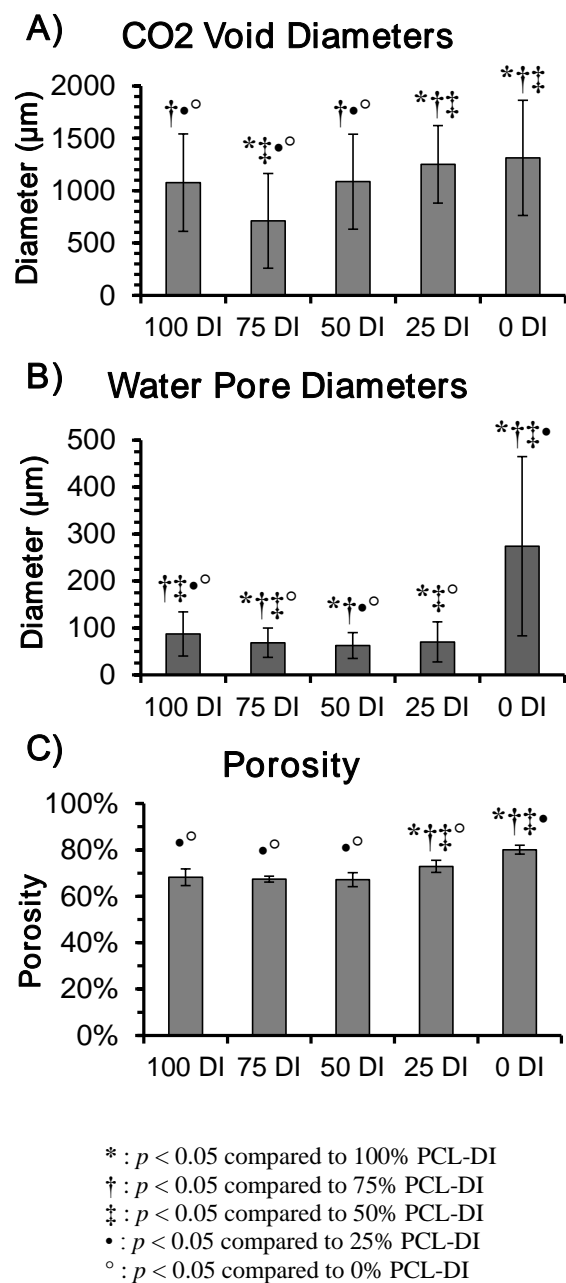 A) CO2 Void Diameters
Diameter (µm)
2000
1500
1000
500
0
†•° *‡•° †•° *†‡ *†‡
100 DI 75 DI 50 DI 25 DI 0 DI
B) Water Pore Diameters
Diameter (µm)
500
400
300
200
100
0
†‡•° *†‡° *†•° *‡° *†‡•
100 DI 75 DI 50 DI 25 DI 0 DI
C) Porosity
Porosity
100%
80%
60%
40%
20%
0%
•° •° •° *†‡° *†‡•
100 DI 75 DI 50 DI 25 DI 0 DI
* : p < 0.05 compared to 100% PCL-DI
† : p < 0.05 compared to 75% PCL-DI
‡ : p < 0.05 compared to 50% PCL-DI
• : p < 0.05 compared to 25% PCL-DI
° : p < 0.05 compared to 0% PCL-DI